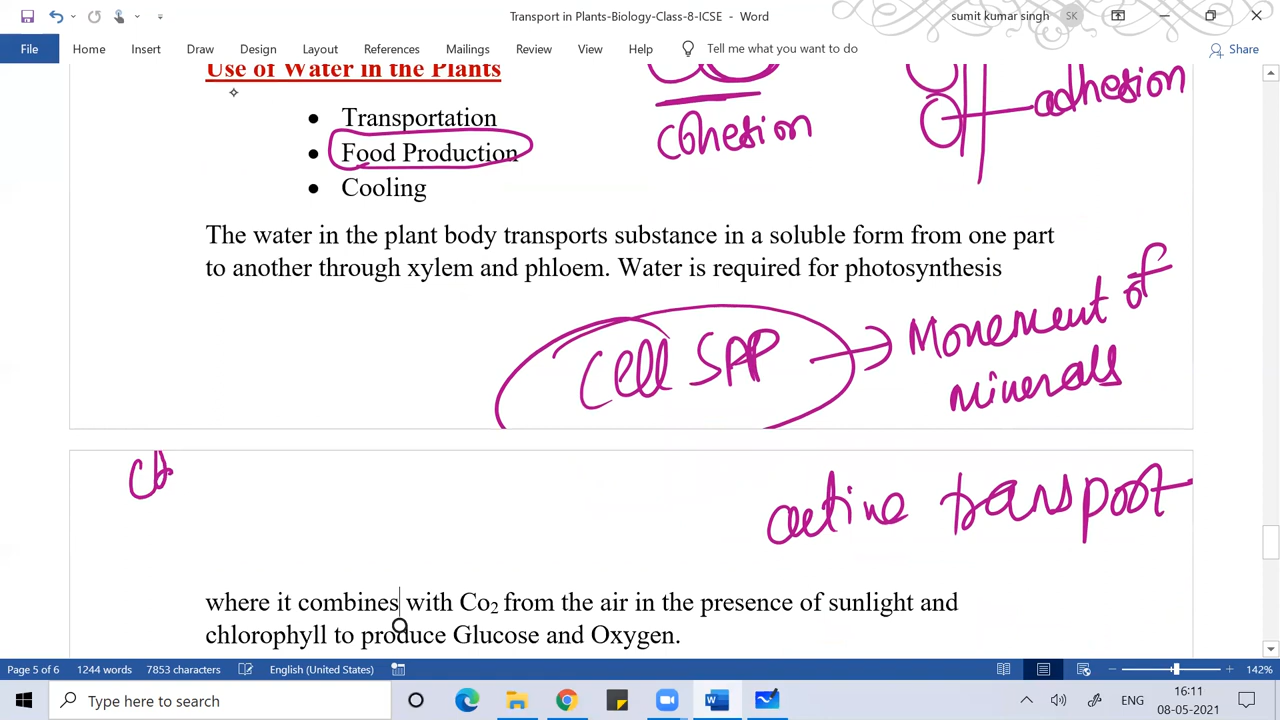 Transport in Plants-Biology-Class-8-ICSE - Word
sumit kumar singh
SK
File Home Insert Draw Design Layout References Mailings Review View Help Tell me what you want to do Share
Use of Water in the Plants
• Transportation
• Food Production
• Cooling
cohesion
adhesion
The water in the plant body transports substance in a soluble form from one part
to another through xylem and phloem. Water is required for photosynthesis
Cell SAP
Movement of
minerals
active transport
where it combines with Co₂ from the air in the presence of sunlight and
chlorophyll to produce Glucose and Oxygen.
Page 5 of 6 1244 words 7853 characters English (United States) 142%
Type here to search
ENG
16:11
08-05-2021